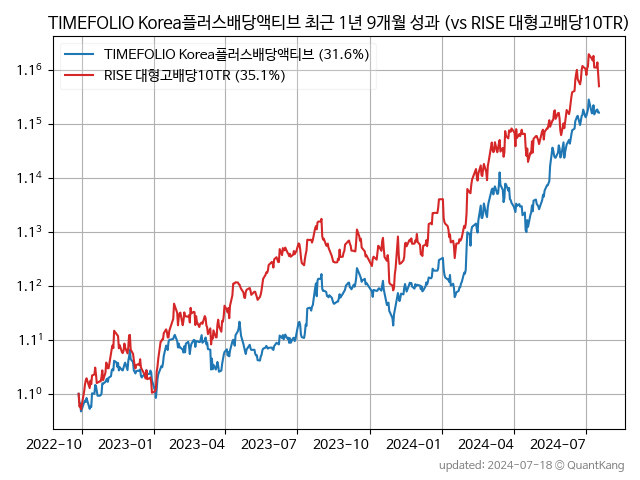 TIMEFOLIO Korea플러스배당액티브 최근 1년 9개월 성과 (vs RISE 대형고배당10TR)
TIMEFOLIO Korea플러스배당액티브 (31.6%)
RISE 대형고배당10TR (35.1%)
1.1⁶
1.1⁵
1.1⁴
1.1³
1.1²
1.1¹
1.1⁰
2022-10 2023-01 2023-04 2023-07 2023-10 2024-01 2024-04 2024-07
updated: 2024-07-18 © QuantKang